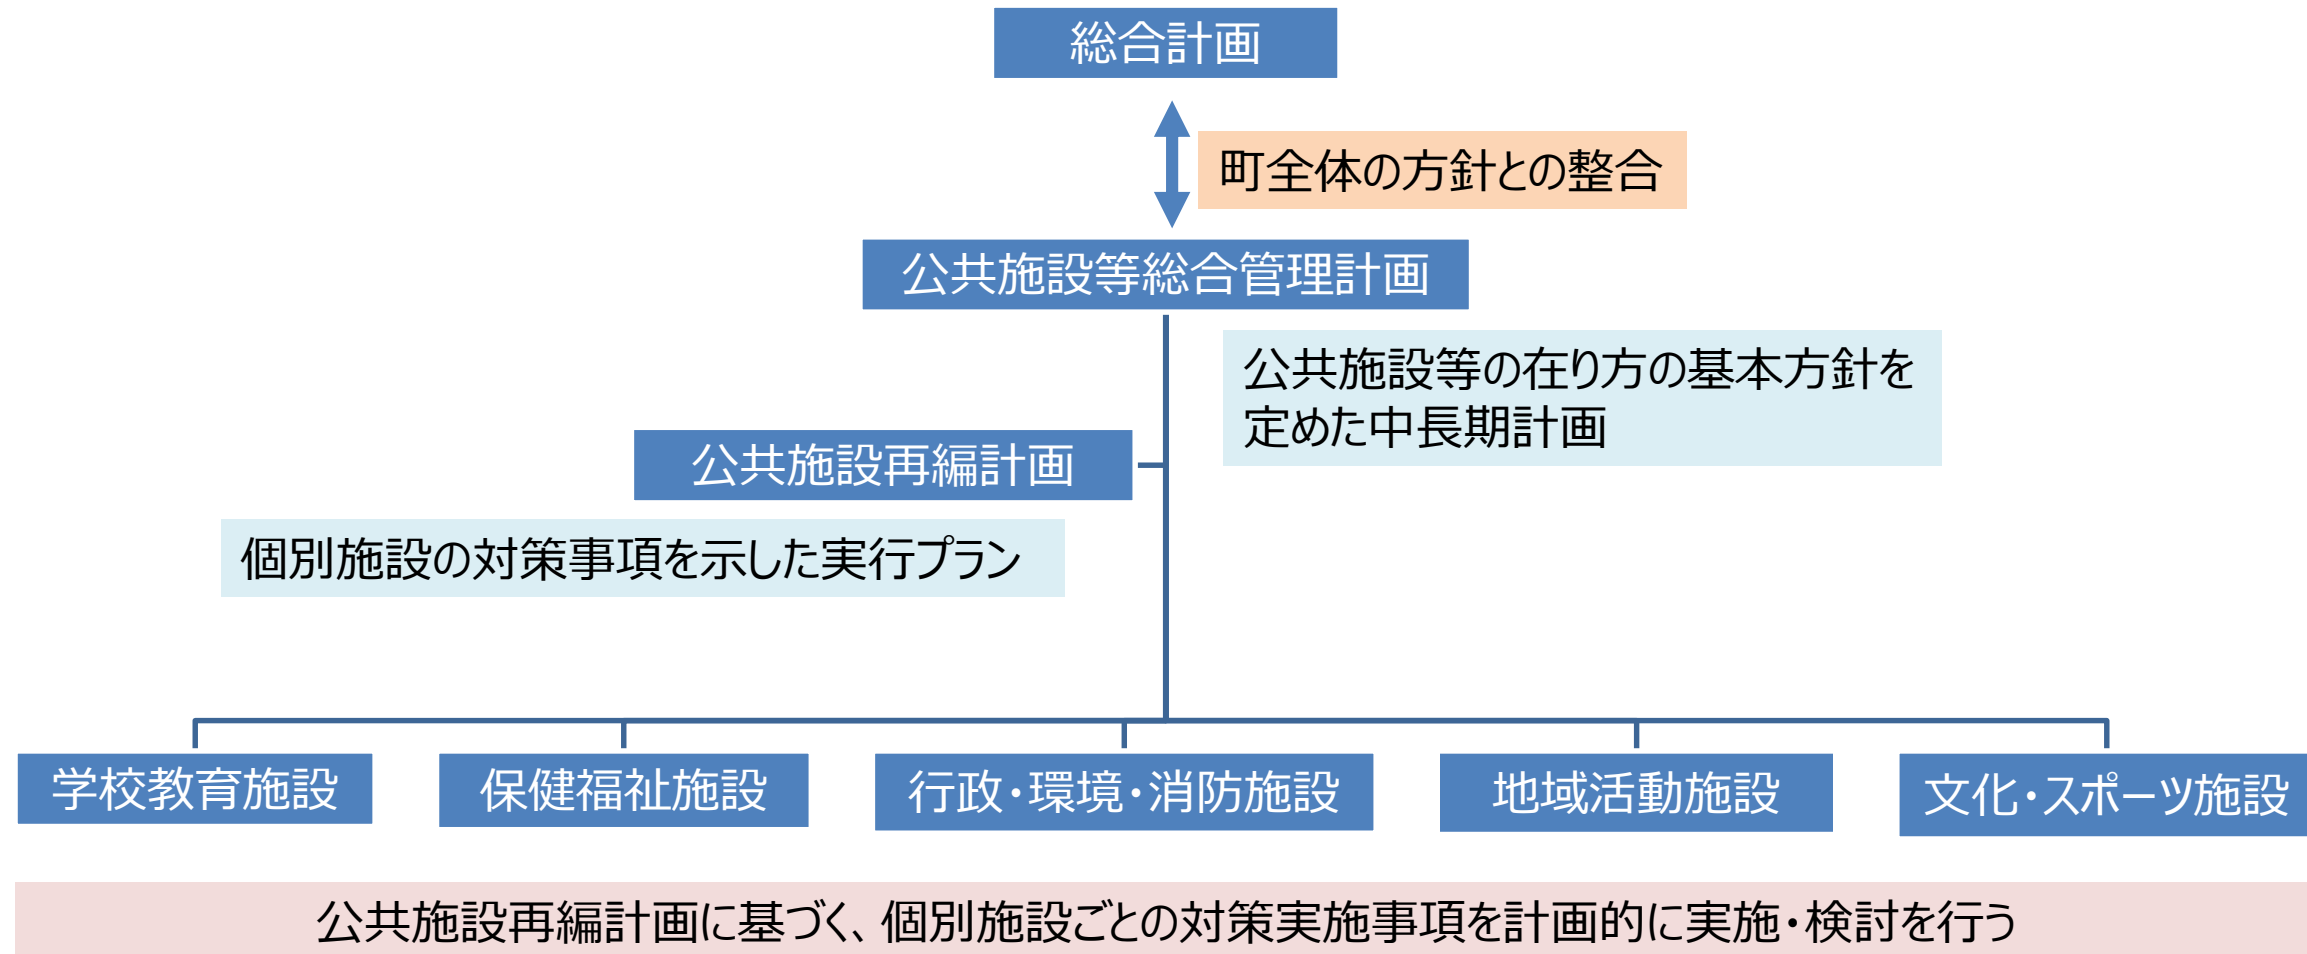 総合計画
町全体の方針との整合
公共施設等総合管理計画
公共施設等の在り方の基本方針を
定めた中長期計画
公共施設再編計画
個別施設の対策事項を示した実行プラン
学校教育施設
保健福祉施設
行政・環境・消防施設
地域活動施設
文化・スポーツ施設
公共施設再編計画に基づく、個別施設ごとの対策実施事項を計画的に実施・検討を行う